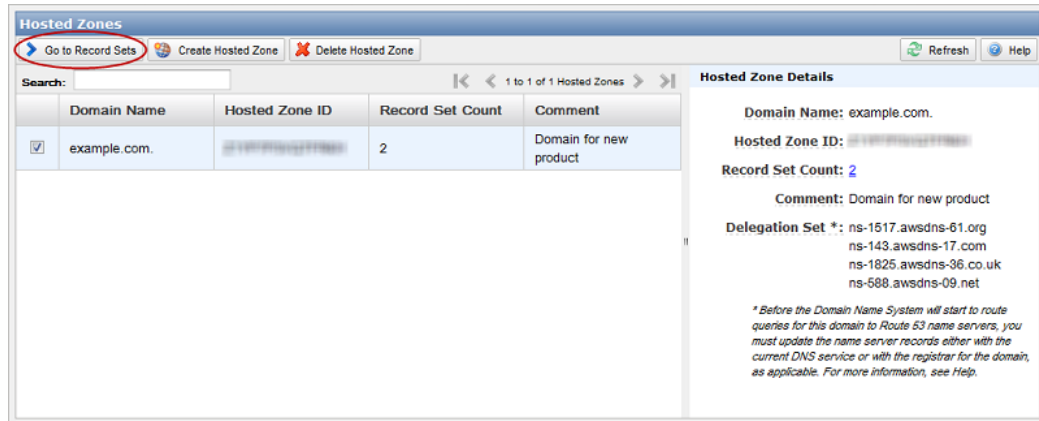 Hosted Zones
Go to Record Sets Create Hosted Zone Delete Hosted Zone Refresh Help
Search: 1 to 1 of 1 Hosted Zones
Domain Name Hosted Zone ID Record Set Count Comment
example.com. 2 Domain for new
product
Hosted Zone Details
Domain Name: example.com.
Hosted Zone ID:
Record Set Count: 2
Comment: Domain for new product
Delegation Set *: ns-1517.awsdns-61.org
ns-143.awsdns-17.com
ns-1825.awsdns-36.co.uk
ns-588.awsdns-09.net
* Before the Domain Name System will start to route
queries for this domain to Route 53 name servers, you
must update the name server records either with the
current DNS service or with the registrar for the domain,
as applicable. For more information, see Help.